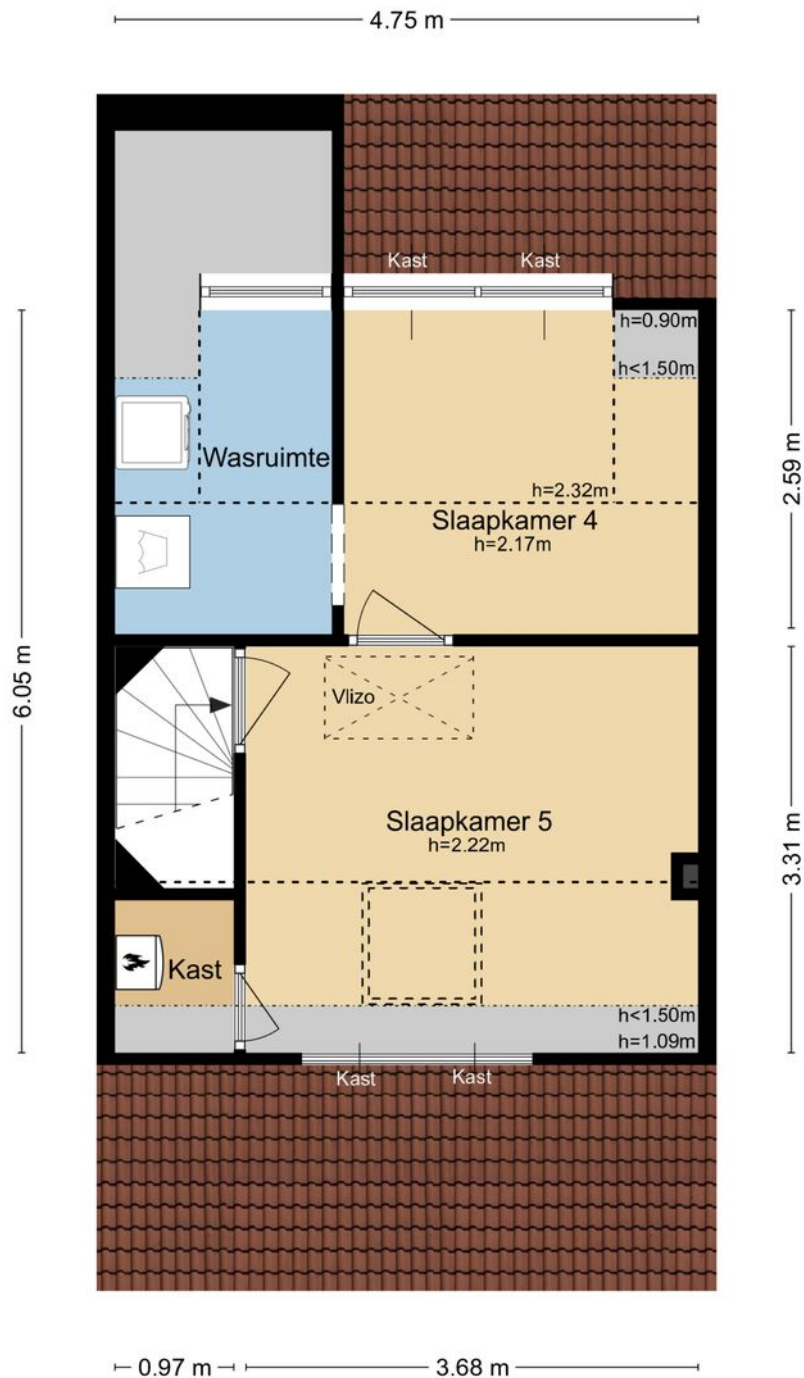 4.75 m
Kast
Kast
h=0.90m
h<1.50m
Wasruimte
h=2.32m
Slaapkamer 4
h=2.17m
2.59 m
6.05 m
Vlizo
Slaapkamer 5
h=2.22m
3.31 m
Kast
h<1.50m
h=1.09m
Kast
Kast
0.97 m
3.68 m